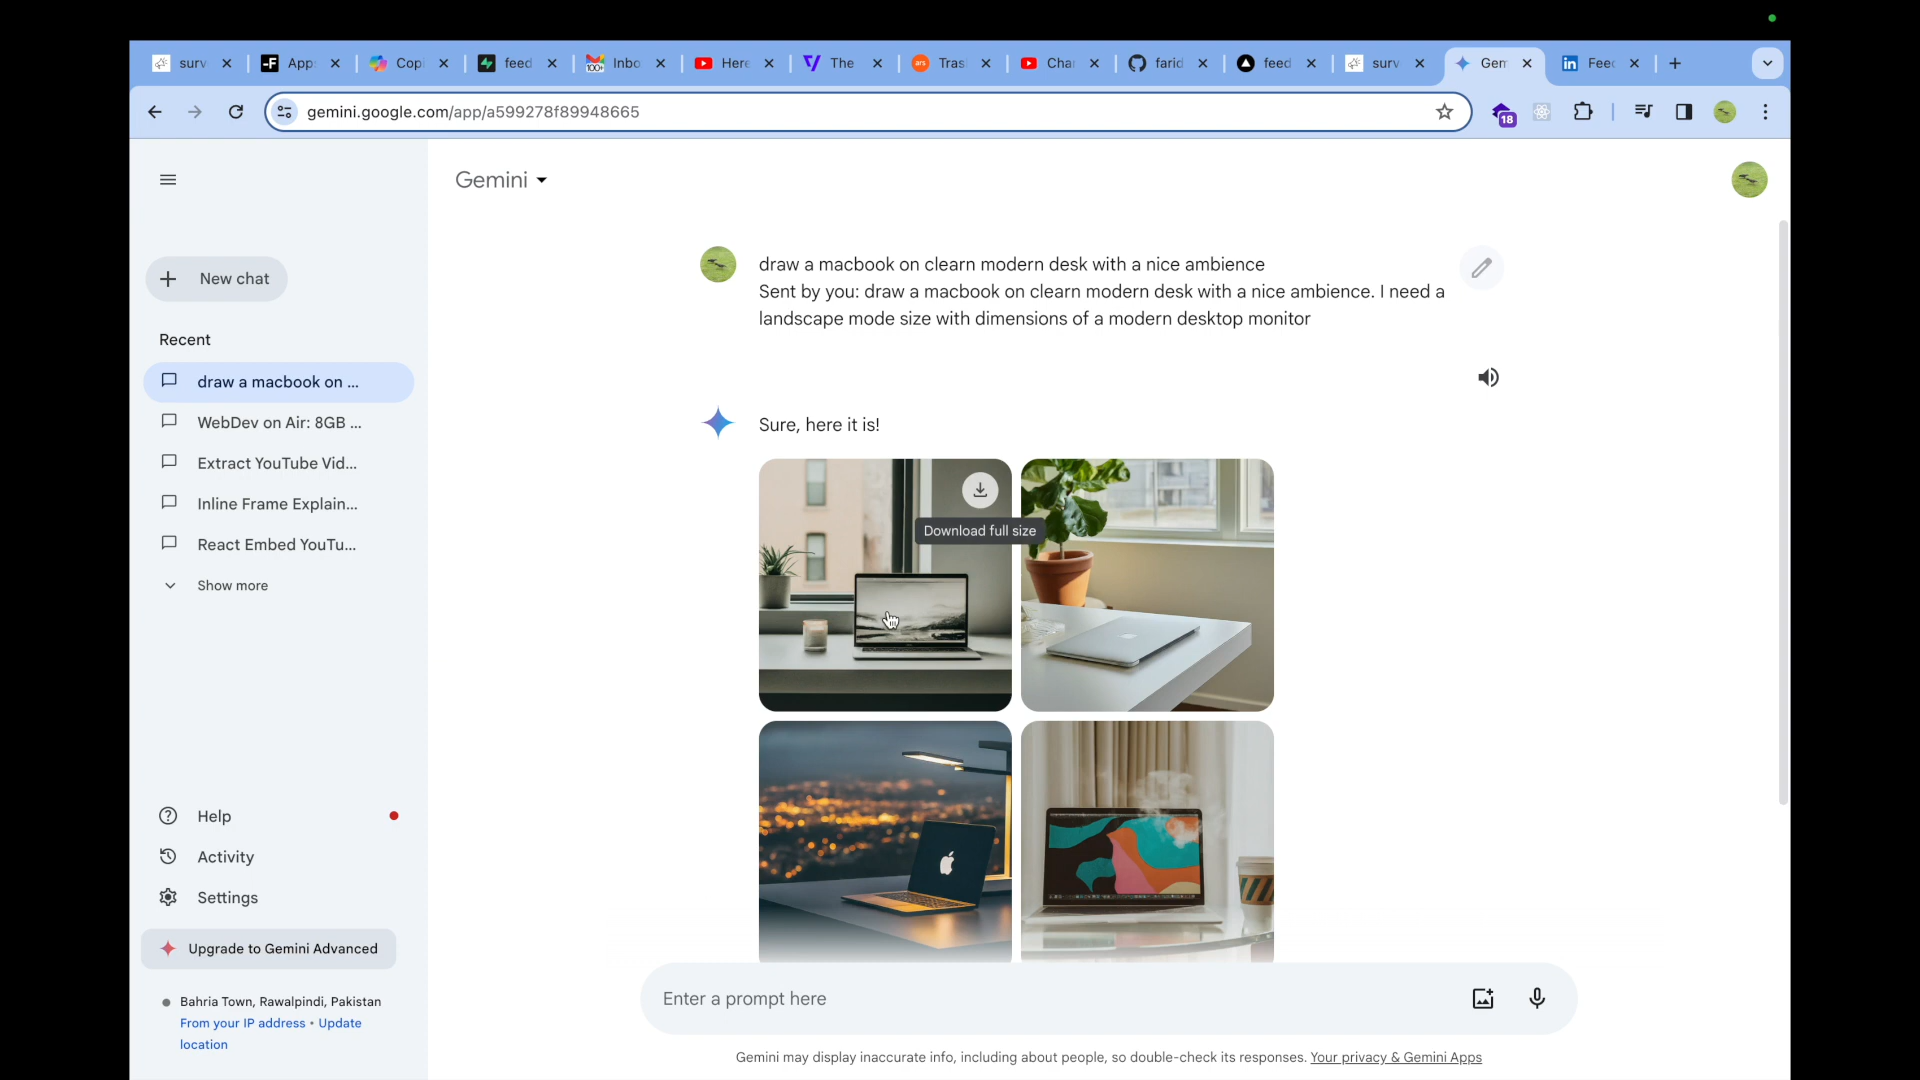 surv
App
Cop
feed
Inbo
Here
The
Tras
Cha
farid
feed
surv
Gem
Feed
gemini.google.com/app/a599278f89948665
18
Gemini
New chat
Recent
draw a macbook on ...
WebDev on Air: 8GB ...
Extract YouTube Vid...
Inline Frame Explain...
React Embed YouTu...
Show more
draw a macbook on clearn modern desk with a nice ambience
Sent by you: draw a macbook on clearn modern desk with a nice ambience. I need a
landscape mode size with dimensions of a modern desktop monitor
Sure, here it is!
Download full size
Help
Activity
Settings
Upgrade to Gemini Advanced
Bahria Town, Rawalpindi, Pakistan
From your IP address • Update
location
Enter a prompt here
Gemini may display inaccurate info, including about people, so double-check its responses. Your privacy & Gemini Apps